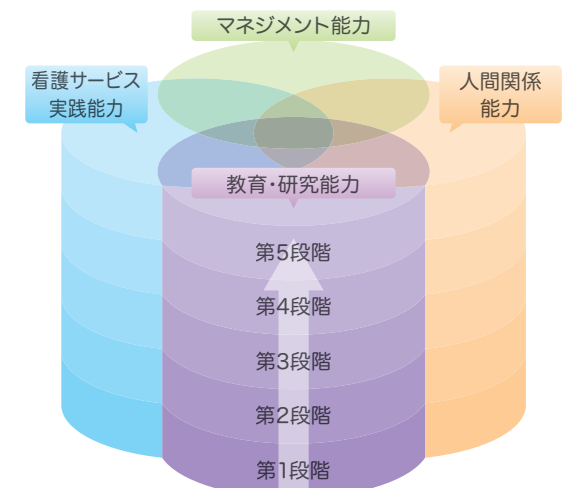 マネジメント能力
看護サービス
実践能力
人間関係
能力
教育・研究能力
第5段階
第4段階
第3段階
第2段階
第1段階